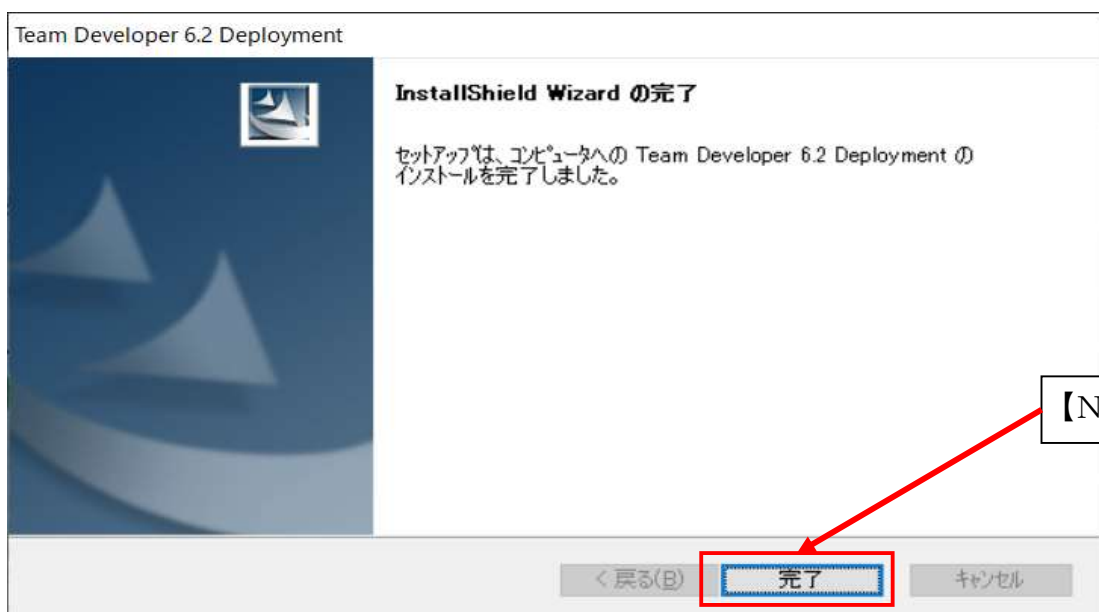 Team Developer 6.2 Deployment
InstallShield Wizard の完了
セットアップは、コンピュータへの Team Developer 6.2 Deployment の
インストールを完了しました。
【N
< 戻る(B)
完了
キャンセル